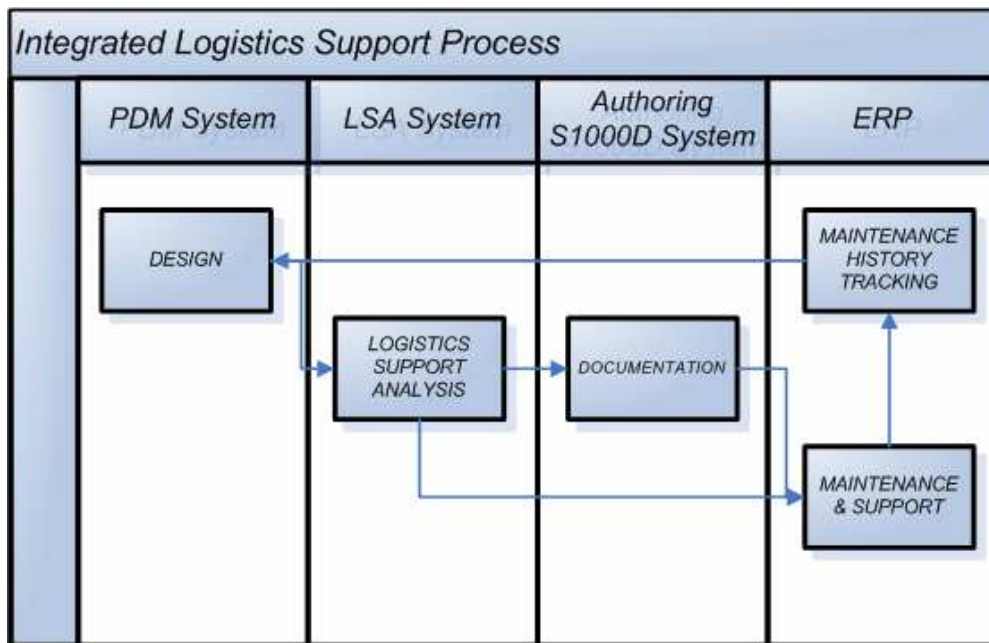 Integrated Logistics Support Process
PDM System
LSA System
Authoring
S1000D System
ERP
DESIGN
MAINTENANCE
HISTORY
TRACKING
LOGISTICS
SUPPORT
ANALYSIS
DOCUMENTATION
MAINTENANCE
& SUPPORT